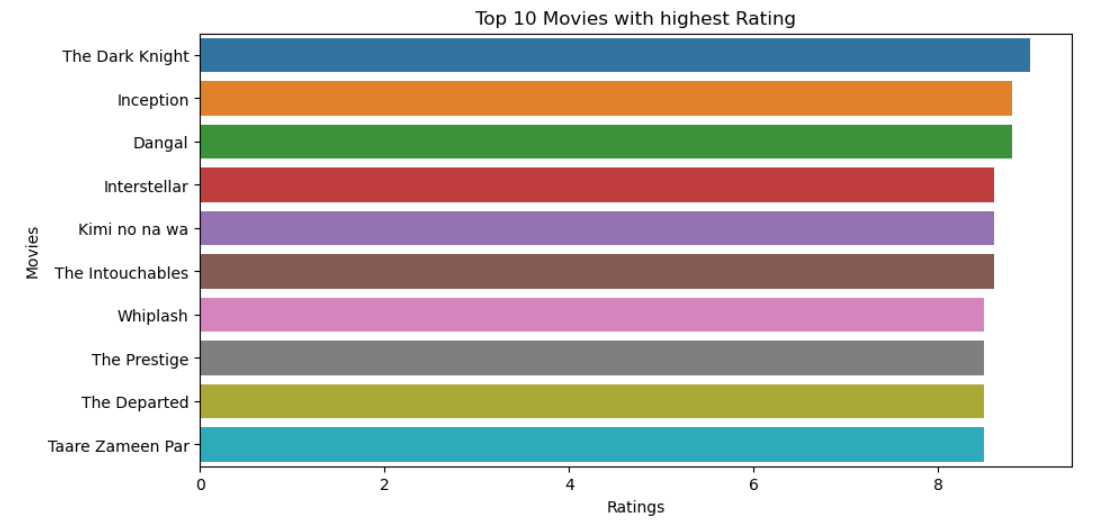 Top 10 Movies with highest Rating
Movies
The Dark Knight
Inception
Dangal
Interstellar
Kimi no na wa
The Intouchables
Whiplash
The Prestige
The Departed
Taare Zameen Par
0 2 4 6 8
Ratings